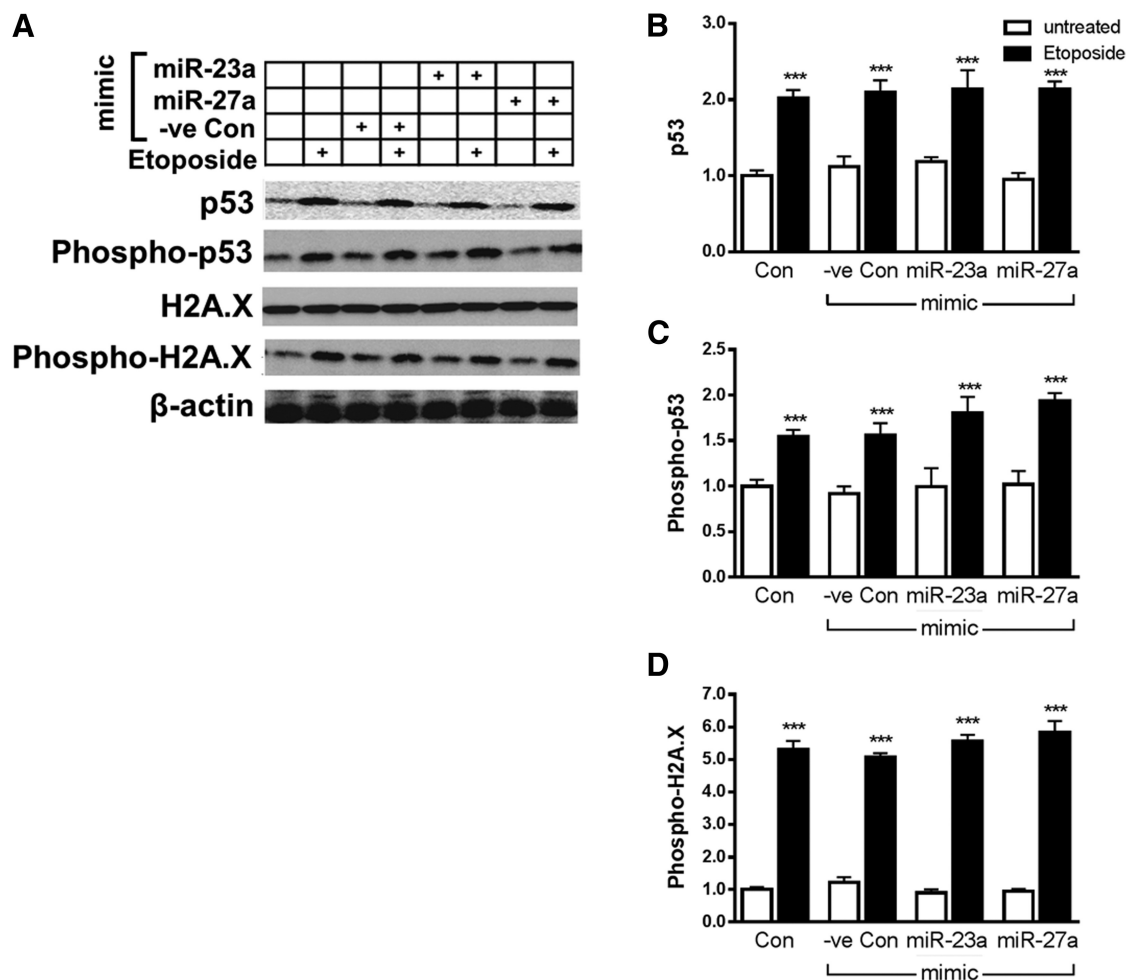 A
mimic
miR-23a + +
miR-27a + +
-ve Con + +
Etoposide + + + +
p53
Phospho-p53
H2A.X
Phospho-H2A.X
β-actin
B
untreated
Etoposide
p53
3.0
2.0
1.0
0.0
*** *** *** ***
Con -ve Con miR-23a miR-27a
mimic
C
Phospho-p53
2.5
2.0
1.5
1.0
0.5
0.0
*** *** *** ***
Con -ve Con miR-23a miR-27a
mimic
D
Phospho-H2A.X
7.0
6.0
5.0
4.0
3.0
2.0
1.0
0.0
*** *** *** ***
Con -ve Con miR-23a miR-27a
mimic